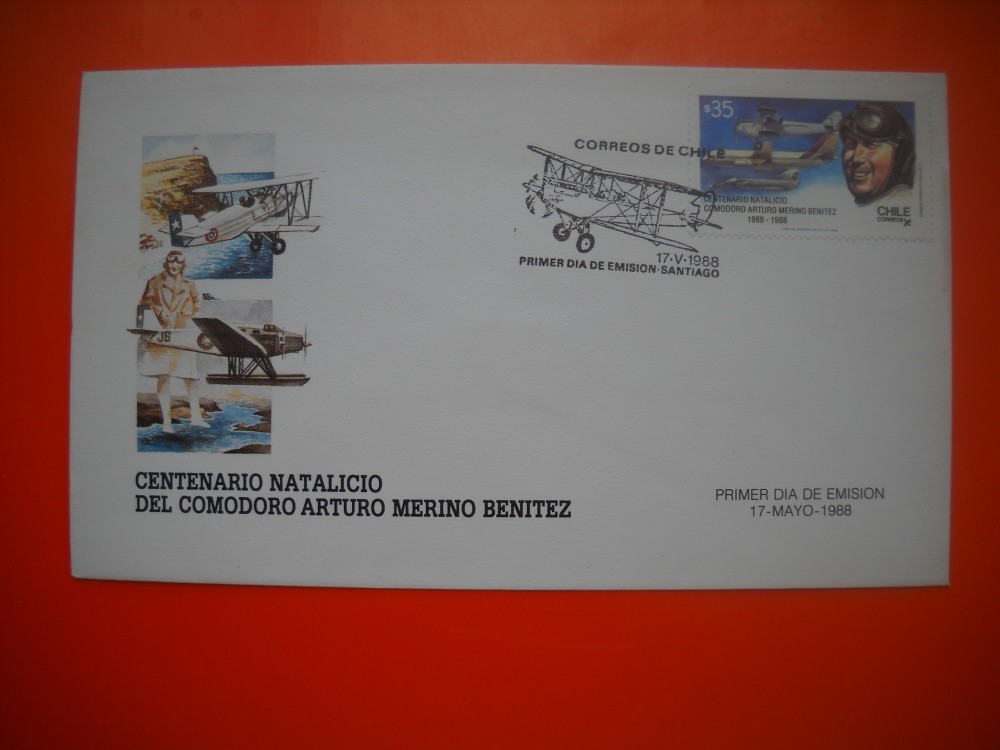 $35
CENTENARIO NATALICIO
COMODORO ARTURO MERINO BENITEZ
1888 - 1988
CHILE
CORREOS
CORREOS DE CHILE
17·V·1988
PRIMER DIA DE EMISION·SANTIAGO
J6
CENTENARIO NATALICIO
DEL COMODORO ARTURO MERINO BENITEZ
PRIMER DIA DE EMISION
17-MAYO-1988